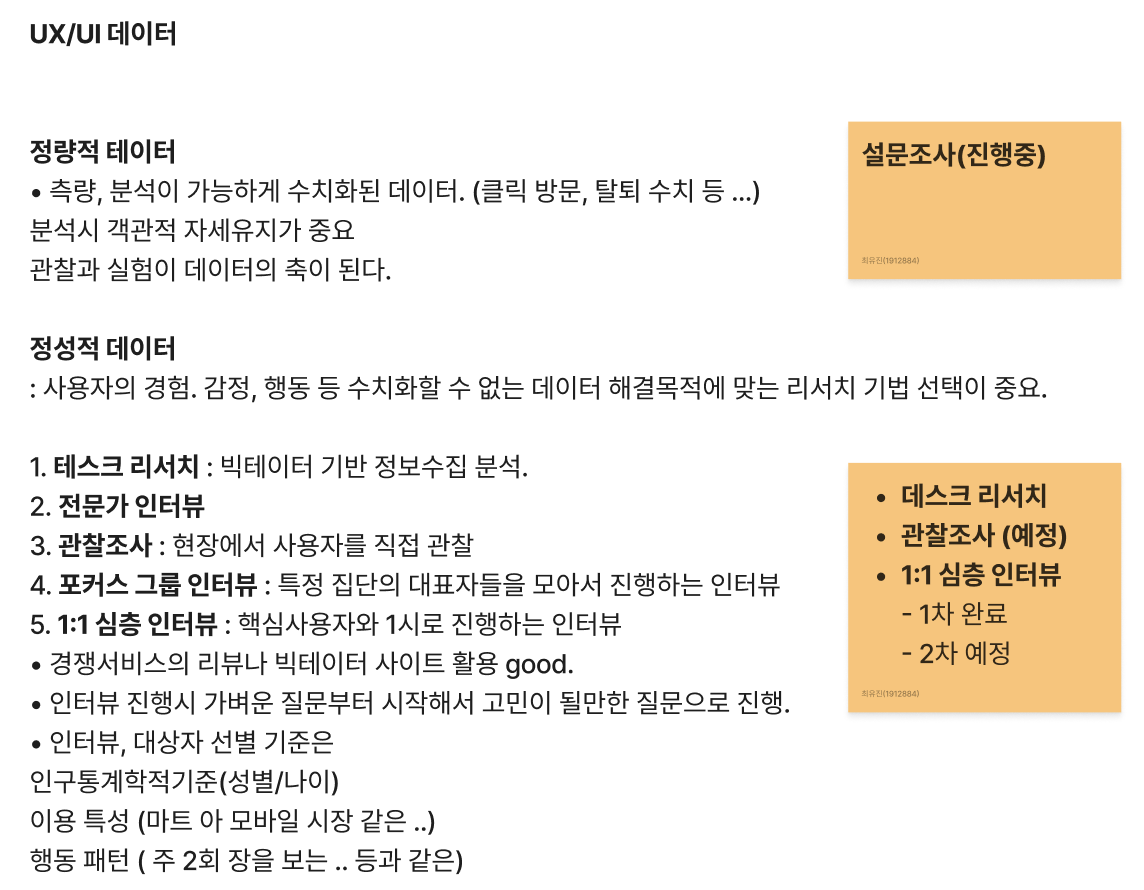 UX/UI 데이터
정량적 테이터
• 측량, 분석이 가능하게 수치화된 데이터. (클릭 방문, 탈퇴 수치 등 ...)
분석시 객관적 자세유지가 중요
관찰과 실험이 데이터의 축이 된다.
설문조사(진행중)
최유진(1912884)
정성적 데이터
: 사용자의 경험. 감정, 행동 등 수치화할 수 없는 데이터 해결목적에 맞는 리서치 기법 선택이 중요.
1. 테스크 리서치 : 빅테이터 기반 정보수집 분석.
2. 전문가 인터뷰
3. 관찰조사 : 현장에서 사용자를 직접 관찰
4. 포커스 그룹 인터뷰 : 특정 집단의 대표자들을 모아서 진행하는 인터뷰
5. 1:1 심층 인터뷰 : 핵심사용자와 1시로 진행하는 인터뷰
• 경쟁서비스의 리뷰나 빅테이터 사이트 활용 good.
• 인터뷰 진행시 가벼운 질문부터 시작해서 고민이 될만한 질문으로 진행.
• 인터뷰, 대상자 선별 기준은
인구통계학적기준(성별/나이)
이용 특성 (마트 아 모바일 시장 같은 ..)
행동 패턴 ( 주 2회 장을 보는 .. 등과 같은)
• 데스크 리서치
• 관찰조사 (예정)
• 1:1 심층 인터뷰
- 1차 완료
- 2차 예정
최유진(1912884)